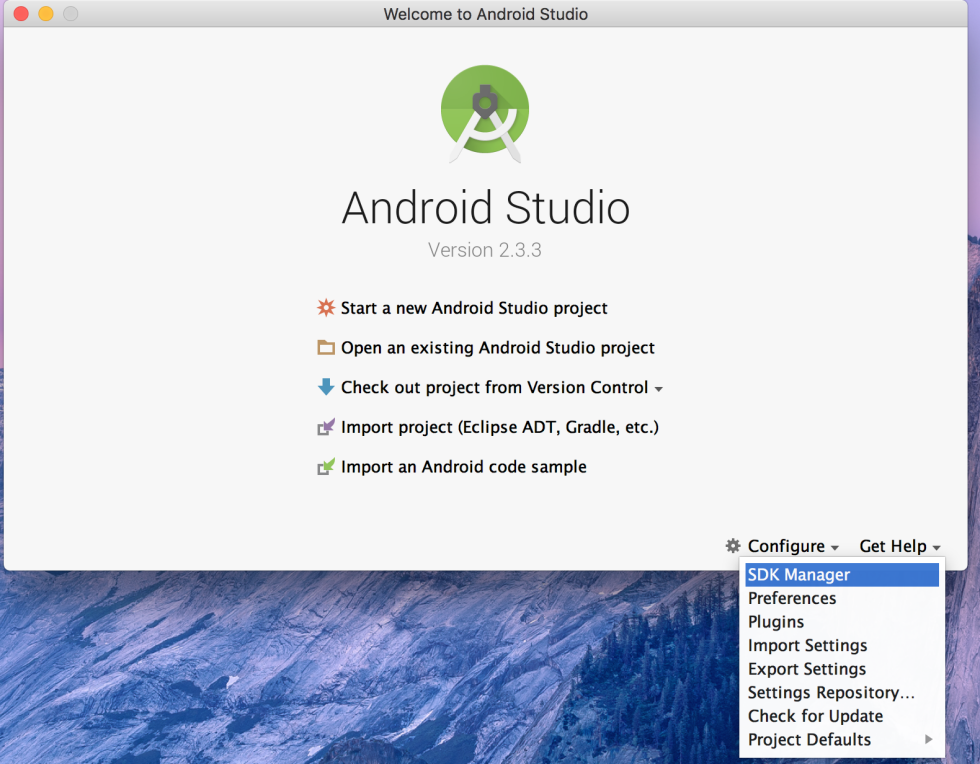 Welcome to Android Studio
Android Studio
Version 2.3.3
Start a new Android Studio project
Open an existing Android Studio project
Check out project from Version Control
Import project (Eclipse ADT, Gradle, etc.)
Import an Android code sample
Configure Get Help
SDK Manager
Preferences
Plugins
Import Settings
Export Settings
Settings Repository...
Check for Update
Project Defaults